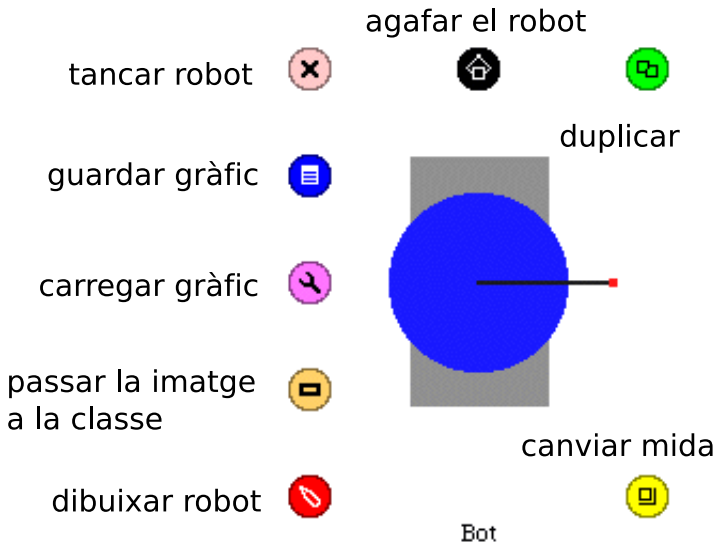 agafar el robot
tancar robot
duplicar
guardar gràfic
carregar gràfic
passar la imatge
a la classe
canviar mida
dibuixar robot
Bot